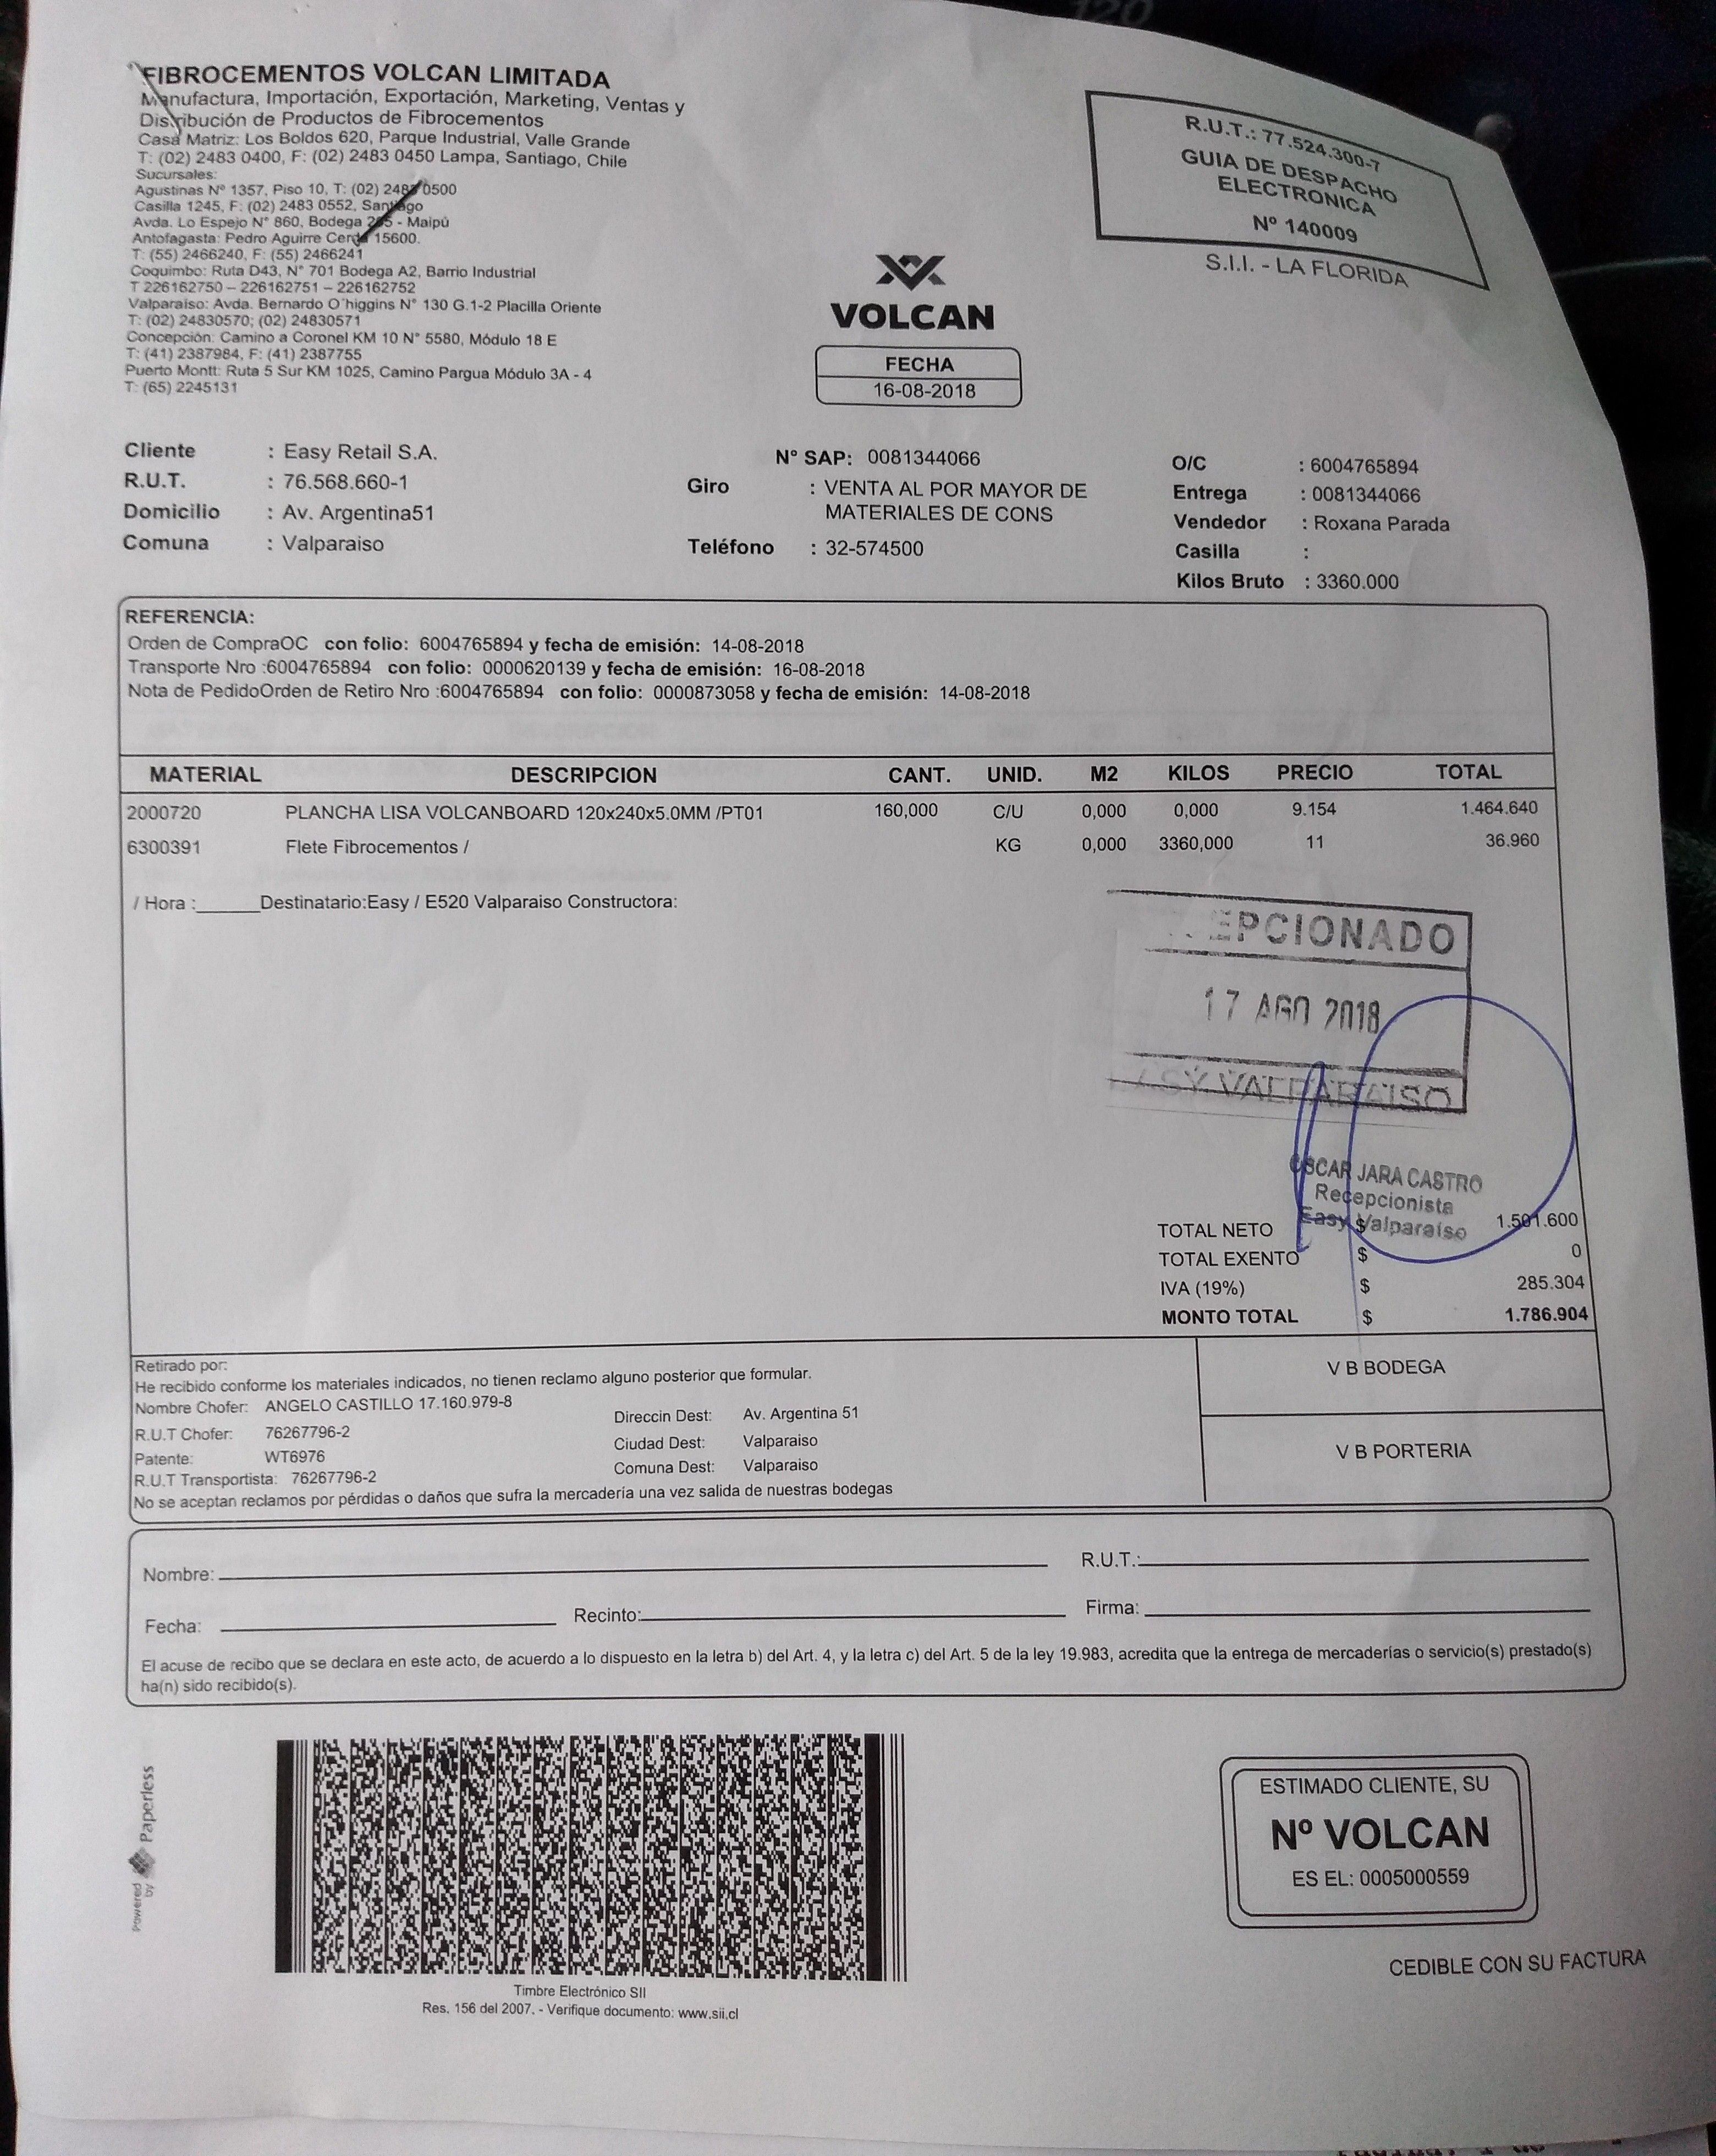 FIBROCEMENTOS VOLCAN LIMITADA
Manufactura, Importación, Exportación, Marketing, Ventas y
Distribución de Productos de Fibrocementos
Casa Matriz: Los Boldos 620, Parque Industrial, Valle Grande
T: (02) 2483 0400, F: (02) 2483 0450 Lampa, Santiago, Chile
Sucursales:
Agustinas Nº 1357, Piso 10, T: (02) 2483 0500
Casilla 1245, F: (02) 2483 0552, Santiago
Avda. Lo Espejo N° 860, Bodega - Maipú
Antofagasta: Pedro Aguirre Cerda 15600.
T: (55) 2466240, F: (55) 2466241
Coquimbo: Ruta D43, N° 701 Bodega A2, Barrio Industrial
T 226162750 – 226162751 – 226162752
Valparaiso: Avda. Bernardo O´higgins N° 130 G.1-2 Placilla Oriente
T: (02) 24830570; (02) 24830571
Concepción: Camino a Coronel KM 10 N° 5580, Módulo 18 E
T: (41) 2387984, F: (41) 2387755
Puerto Montt: Ruta 5 Sur KM 1025, Camino Pargua Módulo 3A - 4
T: (65) 2245131
R.U.T.: 77.524.300-7
GUIA DE DESPACHO
ELECTRONICA
Nº 140009
S.I.I. - LA FLORIDA
VOLCAN
FECHA
16-08-2018
Cliente : Easy Retail S.A.
R.U.T. : 76.568.660-1
Domicilio : Av. Argentina51
Comuna : Valparaiso
Nº SAP: 0081344066
Giro : VENTA AL POR MAYOR DE
MATERIALES DE CONS
Teléfono : 32-574500
O/C : 6004765894
Entrega : 0081344066
Vendedor : Roxana Parada
Casilla :
Kilos Bruto : 3360.000
REFERENCIA:
Orden de CompraOC con folio: 6004765894 y fecha de emisión: 14-08-2018
Transporte Nro :6004765894 con folio: 0000620139 y fecha de emisión: 16-08-2018
Nota de PedidoOrden de Retiro Nro :6004765894 con folio: 0000873058 y fecha de emisión: 14-08-2018
MATERIAL DESCRIPCION CANT. UNID. M2 KILOS PRECIO TOTAL
2000720 PLANCHA LISA VOLCANBOARD 120x240x5.0MM /PT01 160,000 C/U 0,000 0,000 9.154 1.464.640
6300391 Flete Fibrocementos / KG 0,000 3360,000 11 36.960
/ Hora :______Destinatario:Easy / E520 Valparaiso Constructora:
EPCIONADO
17 AGO 2018
EASY VALPARAISO
OSCAR JARA CASTRO
Recepcionista
Easy Valparaíso
TOTAL NETO $ 1.501.600
TOTAL EXENTO $ 0
IVA (19%) $ 285.304
MONTO TOTAL $ 1.786.904
Retirado por:
He recibido conforme los materiales indicados, no tienen reclamo alguno posterior que formular.
Nombre Chofer: ANGELO CASTILLO 17.160.979-8
R.U.T Chofer: 76267796-2
Patente: WT6976
R.U.T Transportista: 76267796-2
Direccin Dest: Av. Argentina 51
Ciudad Dest: Valparaiso
Comuna Dest: Valparaiso
No se aceptan reclamos por pérdidas o daños que sufra la mercadería una vez salida de nuestras bodegas
V B BODEGA
V B PORTERIA
Nombre: R.U.T.:
Fecha: Recinto: Firma:
El acuse de recibo que se declara en este acto, de acuerdo a lo dispuesto en la letra b) del Art. 4, y la letra c) del Art. 5 de la ley 19.983, acredita que la entrega de mercaderías o servicio(s) prestado(s)
ha(n) sido recibido(s).
Powered by Paperless
Timbre Electrónico SII
Res. 156 del 2007. - Verifique documento: www.sii.cl
ESTIMADO CLIENTE, SU
Nº VOLCAN
ES EL: 0005000559
CEDIBLE CON SU FACTURA